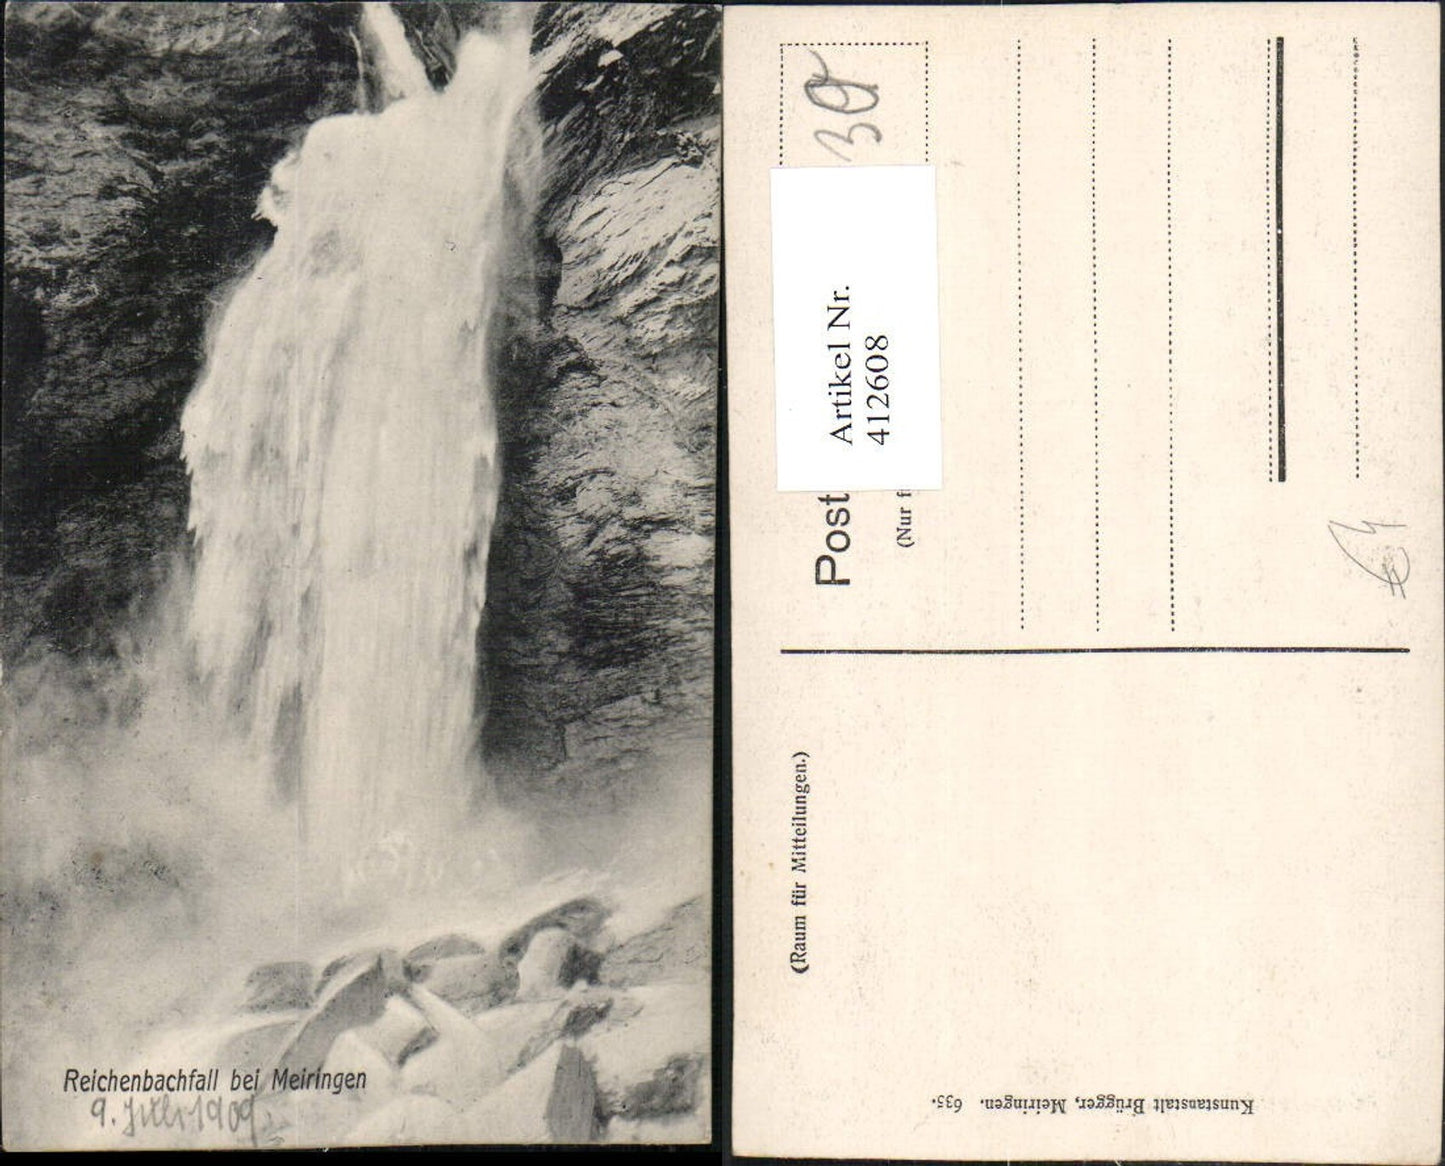 Reichenbachfall bei Meiringen
9. Juli 1909
30
Artikel Nr.
412608
Post
(Nur f
(Raum für Mitteilungen.)
Kunstanstalt Brügger, Meiringen. 635.